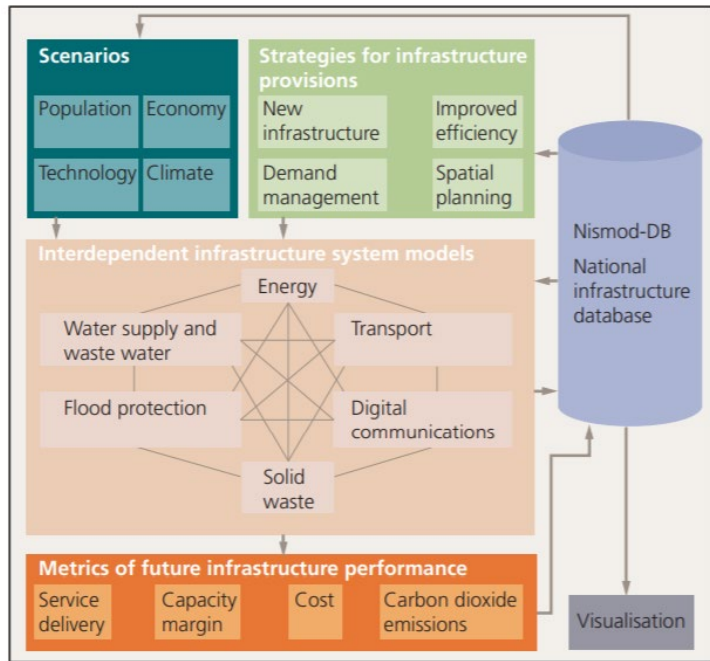 Scenarios
Population
Economy
Technology
Climate
Strategies for infrastructure
provisions
New
infrastructure
Improved
efficiency
Demand
management
Spatial
planning
Nismod-DB
National
infrastructure
database
Interdependent infrastructure system models
Energy
Water supply and
waste water
Transport
Flood protection
Digital
communications
Solid
waste
Metrics of future infrastructure performance
Service
delivery
Capacity
margin
Cost
Carbon dioxide
emissions
Visualisation